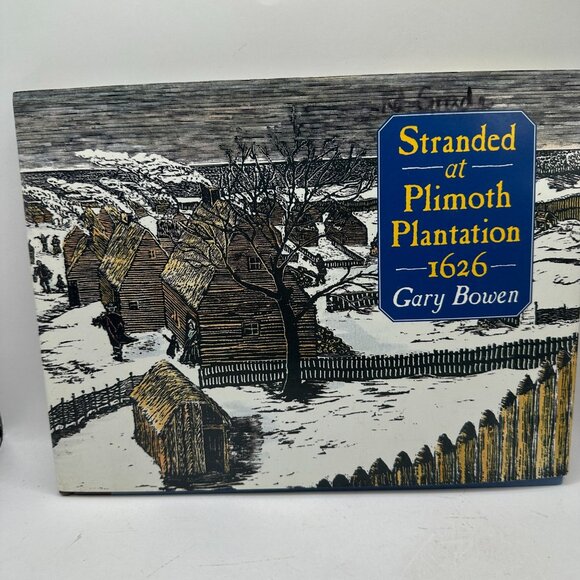 Stranded
at
Plimoth
Plantation
1626
Gary Bowen